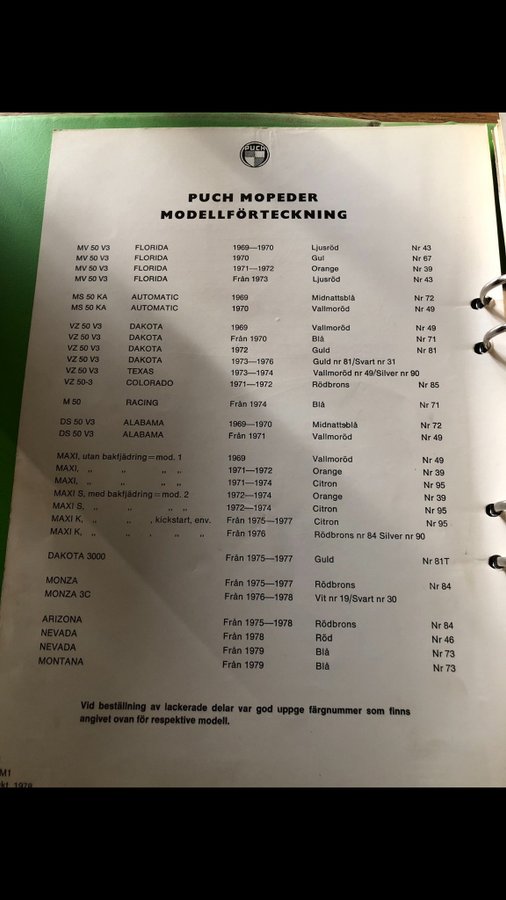 PUCH
PUCH MOPEDER
MODELLFÖRTECKNING
MV 50 V3 FLORIDA 1969—1970 Ljusröd Nr 43
MV 50 V3 FLORIDA 1970 Gul Nr 67
MV 50 V3 FLORIDA 1971—1972 Orange Nr 39
MV 50 V3 FLORIDA Från 1973 Ljusröd Nr 43
MS 50 KA AUTOMATIC 1969 Midnattsblå Nr 72
MS 50 KA AUTOMATIC 1970 Vallmoröd Nr 49
VZ 50 V3 DAKOTA 1969 Vallmoröd Nr 49
VZ 50 V3 DAKOTA Från 1970 Blå Nr 71
VZ 50 V3 DAKOTA 1972 Guld Nr 81
VZ 50 V3 DAKOTA 1973—1976 Guld nr 81/Svart nr 31
VZ 50 V3 TEXAS 1973—1974 Vallmoröd nr 49/Silver nr 90
VZ 50-3 COLORADO 1971—1972 Rödbrons Nr 85
M 50 RACING Från 1974 Blå Nr 71
DS 50 V3 ALABAMA 1969—1970 Midnattsblå Nr 72
DS 50 V3 ALABAMA Från 1971 Vallmoröd Nr 49
MAXI, utan bakfjädring = mod. 1 1969 Vallmoröd Nr 49
MAXI, „ „ „ „ 1971—1972 Orange Nr 39
MAXI, „ „ „ „ 1971—1974 Citron Nr 95
MAXI S, med bakfjädring = mod. 2 1972—1974 Orange Nr 39
MAXI S, „ „ „ „ 1972—1974 Citron Nr 95
MAXI K, „ „ , kickstart, env. Från 1975—1977 Citron Nr 95
MAXI K, „ „ „ „ Från 1976 Rödbrons nr 84 Silver nr 90
DAKOTA 3000 Från 1975—1977 Guld Nr 81T
MONZA Från 1975—1977 Rödbrons Nr 84
MONZA 3C Från 1976—1978 Vit nr 19/Svart nr 30
ARIZONA Från 1975—1978 Rödbrons Nr 84
NEVADA Från 1978 Röd Nr 46
NEVADA Från 1979 Blå Nr 73
MONTANA Från 1979 Blå Nr 73
Vid beställning av lackerade delar var god uppge färgnummer som finns
angivet ovan för respektive modell.
M1
kt. 1978